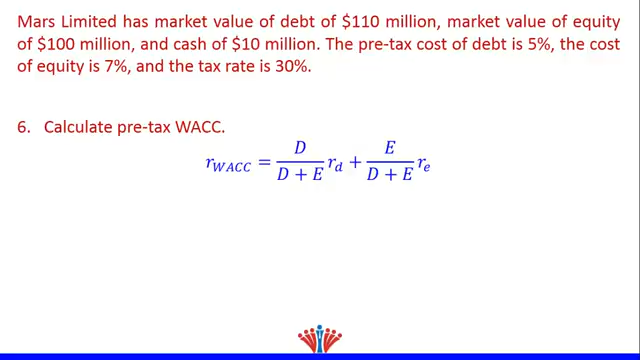 Mars Limited has market value of debt of $110 million, market value of equity
of $100 million, and cash of $10 million. The pre-tax cost of debt is 5%, the cost
of equity is 7%, and the tax rate is 30%.
6. Calculate pre-tax WACC.
r_WACC = D/(D + E) r_d + E/(D + E) r_e